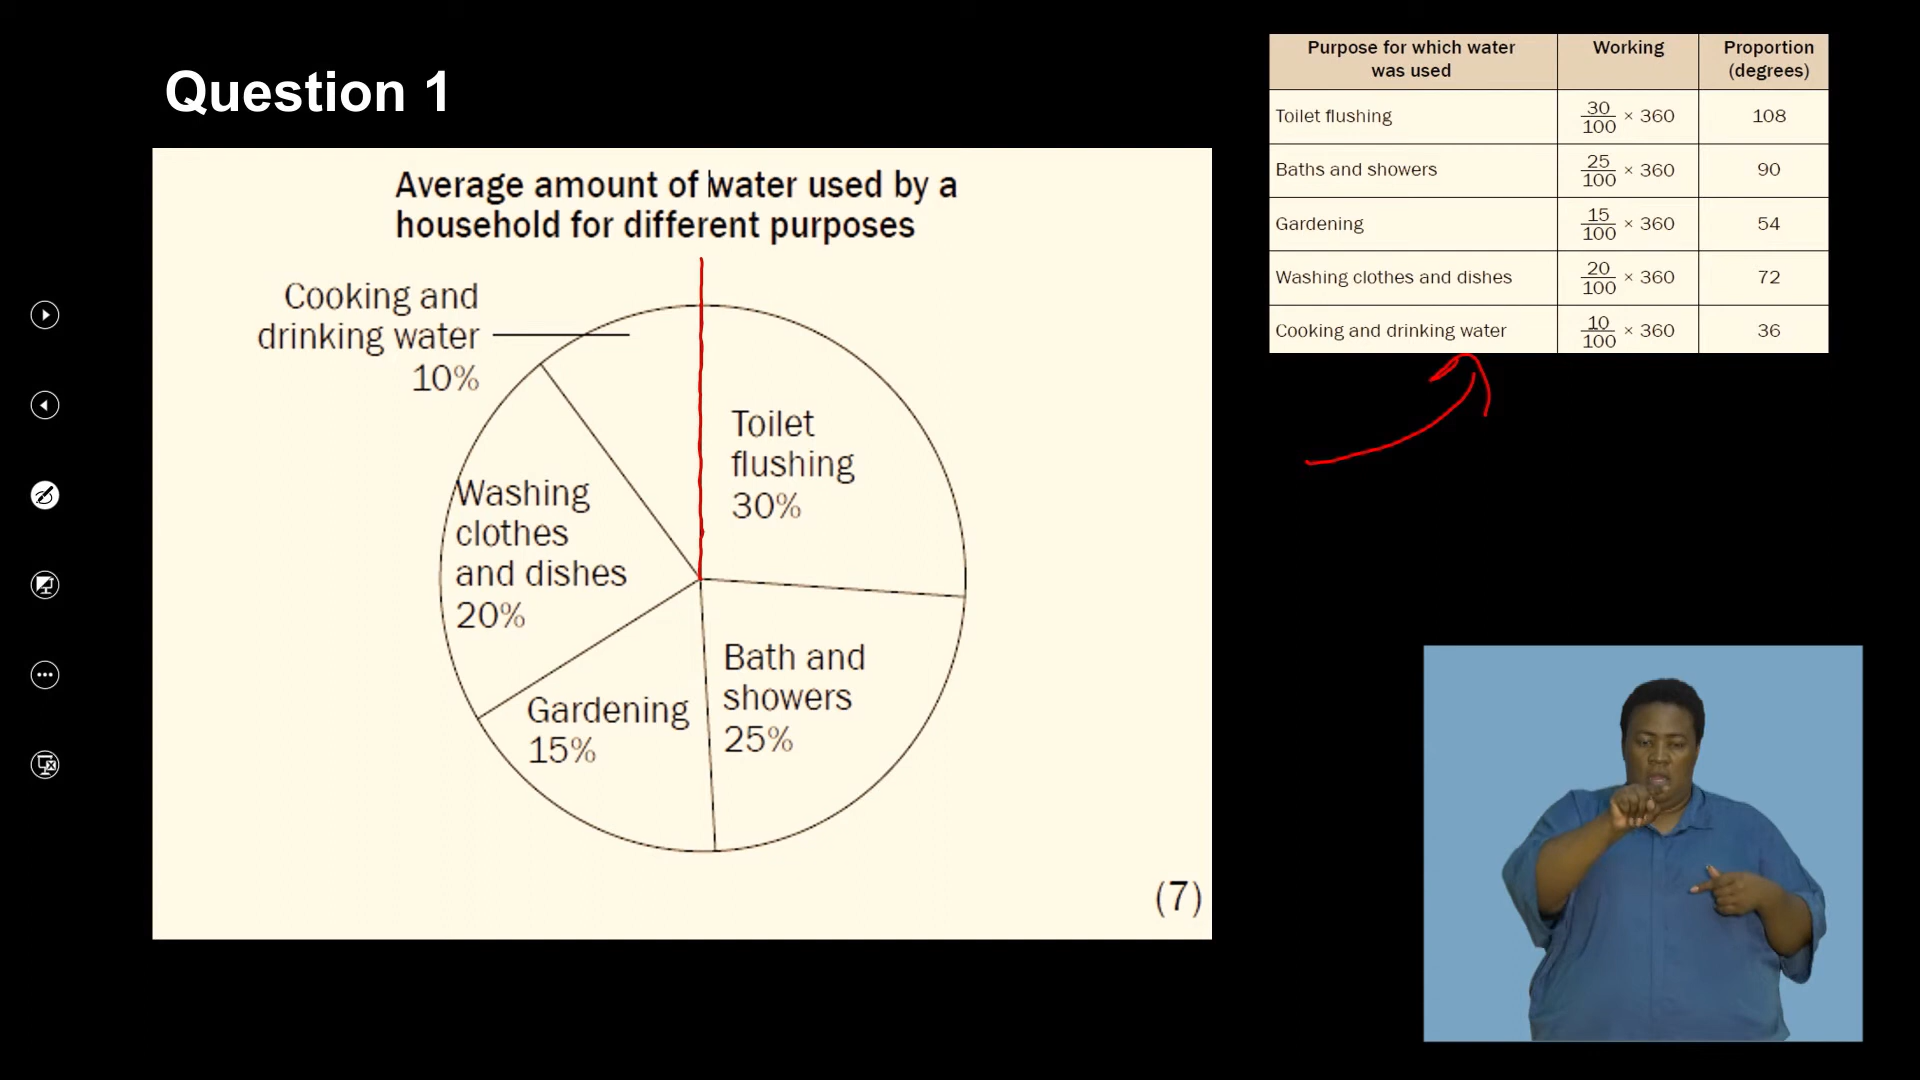 Question 1
Average amount of water used by a
household for different purposes
Cooking and
drinking water
10%
Toilet
flushing
30%
Washing
clothes
and dishes
20%
Gardening
15%
Bath and
showers
25%
(7)
Purpose for which water
was used
Working
Proportion
(degrees)
Toilet flushing
30/100 × 360
108
Baths and showers
25/100 × 360
90
Gardening
15/100 × 360
54
Washing clothes and dishes
20/100 × 360
72
Cooking and drinking water
10/100 × 360
36